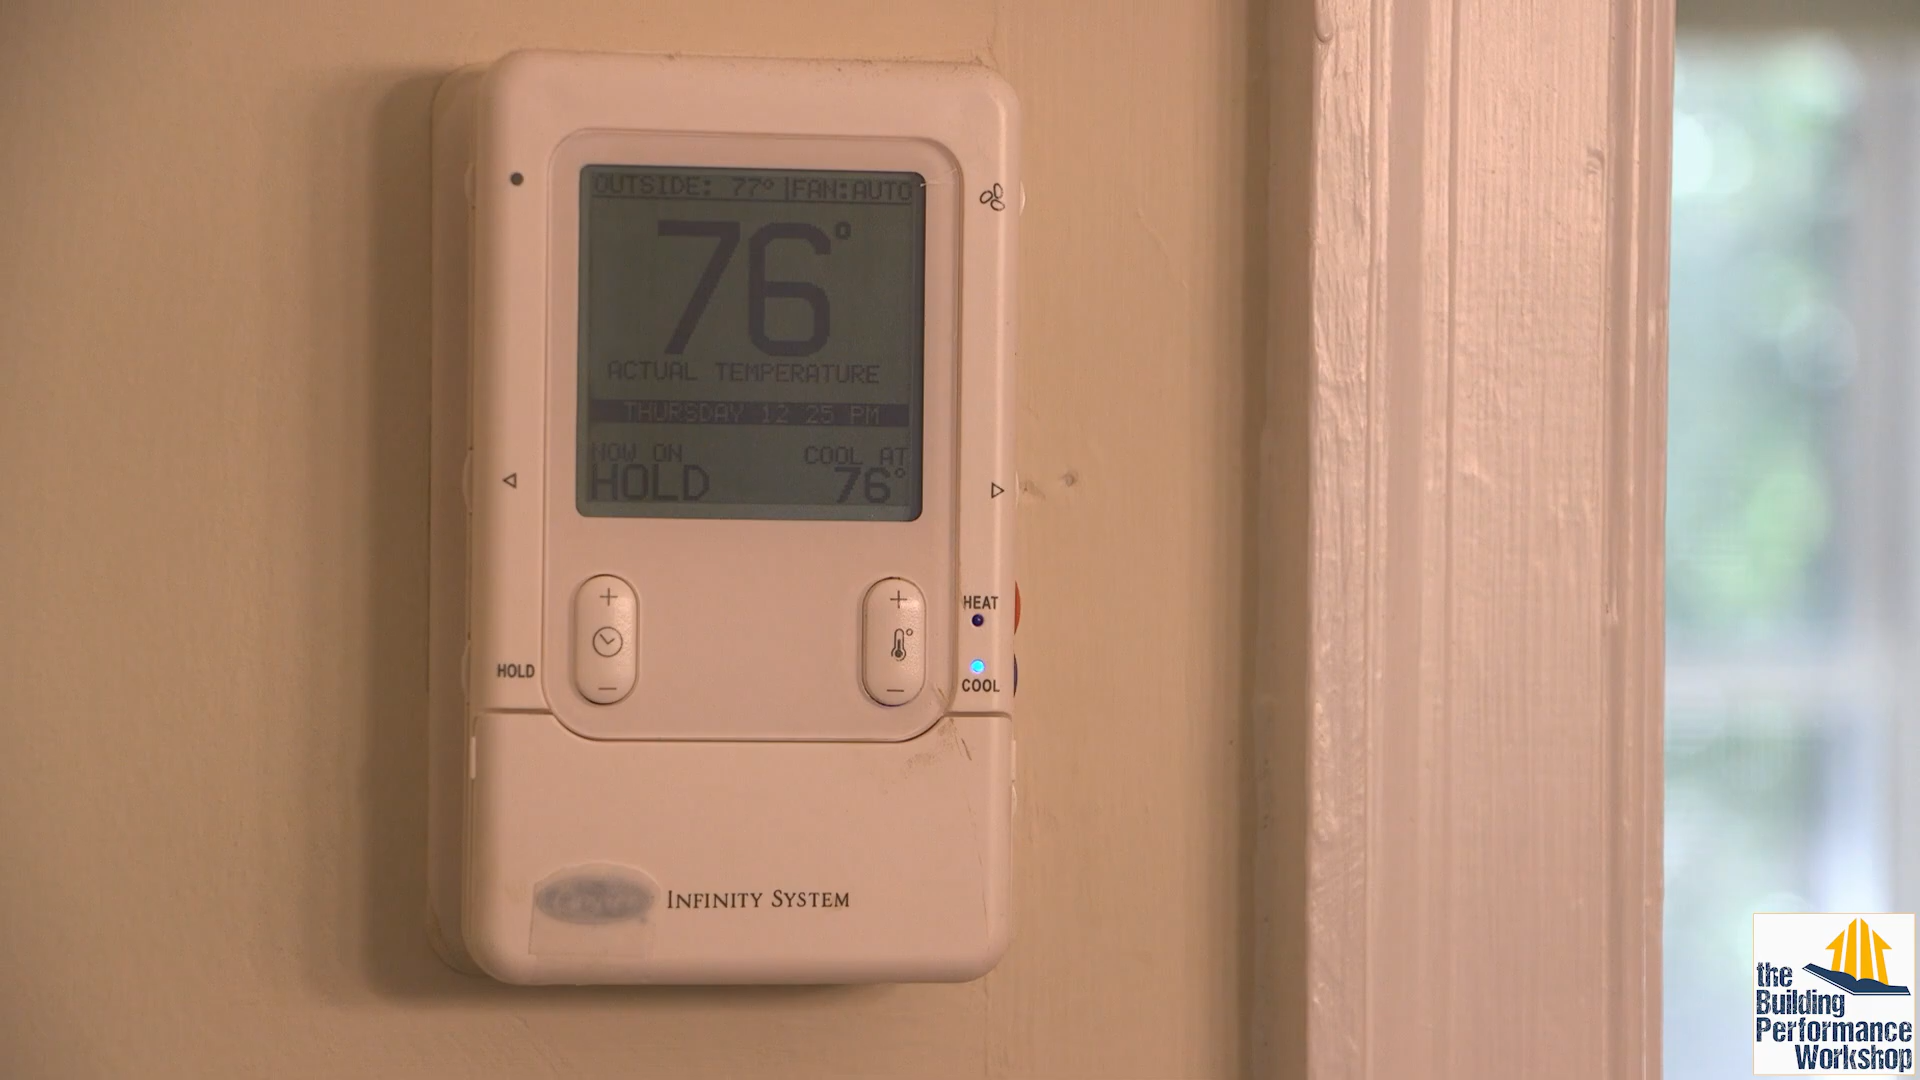 OUTSIDE: 77° |FAN:AUTO
76°
ACTUAL TEMPERATURE
THURSDAY 12 25 PM
NOW ON COOL AT
HOLD 76°
+ +
HEAT
HOLD
- -
COOL
INFINITY SYSTEM
the
Building
Performance
Workshop